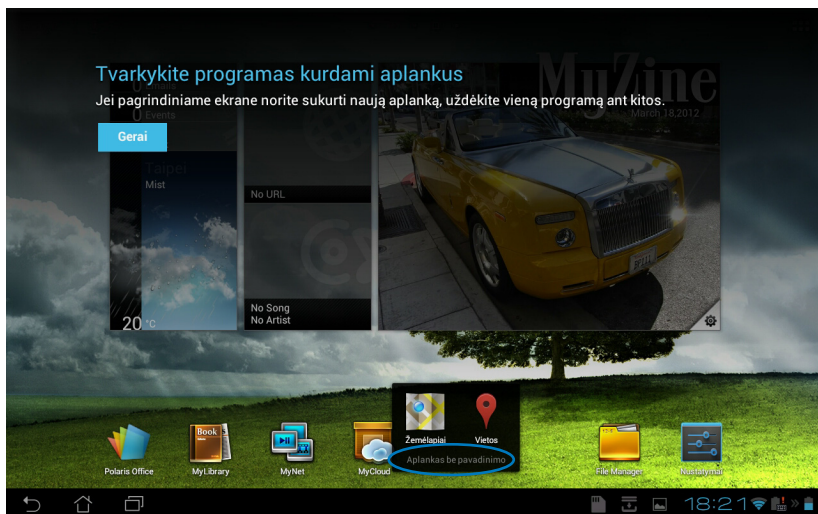 Tvarkykite programas kurdami aplankus
Jei pagrindiniame ekrane norite sukurti naują aplanką, uždėkite vieną programą ant kitos.
Gerai
MyZine
March 18,2012
0 Events
Taipei
Mist
20 °C
No URL
No Song
No Artist
Book
Žemėlapiai
Vietos
Aplankas be pavadinimo
Polaris Office
MyLibrary
MyNet
MyCloud
File Manager
Nustatymai
18:21